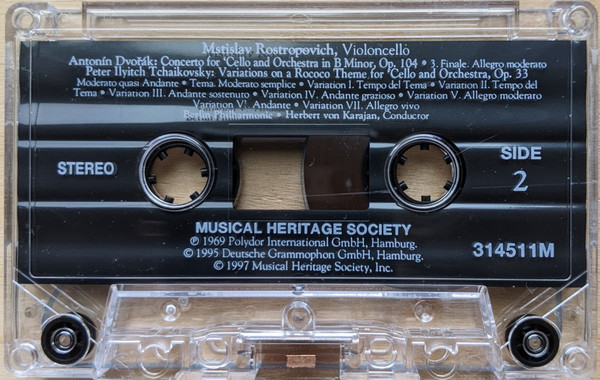 Mstislav Rostropovich, Violoncello
Antonín Dvořák: Concerto for 'Cello and Orchestra in B Minor, Op. 104 • 3. Finale. Allegro moderato
Peter Ilyitch Tchaikovsky: Variations on a Rococo Theme for 'Cello and Orchestra, Op. 33
Moderato quasi Andante • Tema. Moderato semplice • Variation I. Tempo del Tema • Variation II. Tempo del
Tema • Variation III. Andante sostenuto • Variation IV. Andante grazioso • Variation V. Allegro moderato
Variation VI. Andante • Variation VII. Allegro vivo
Berlin Philharmonic • Herbert von Karajan, Conductor
STEREO
SIDE
2
MUSICAL HERITAGE SOCIETY
℗ 1969 Polydor International GmbH, Hamburg.
© 1995 Deutsche Grammophon GmbH, Hamburg.
© 1997 Musical Heritage Society, Inc.
314511M